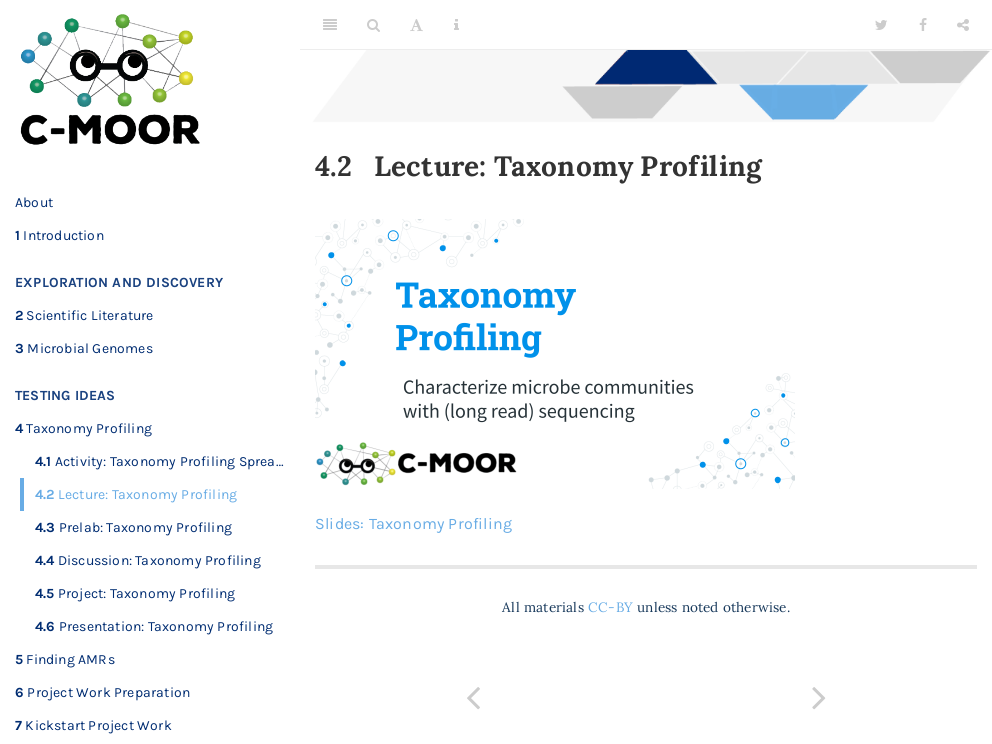 C-MOOR
About
1 Introduction
EXPLORATION AND DISCOVERY
2 Scientific Literature
3 Microbial Genomes
TESTING IDEAS
4 Taxonomy Profiling
4.1 Activity: Taxonomy Profiling Sprea…
4.2 Lecture: Taxonomy Profiling
4.3 Prelab: Taxonomy Profiling
4.4 Discussion: Taxonomy Profiling
4.5 Project: Taxonomy Profiling
4.6 Presentation: Taxonomy Profiling
5 Finding AMRs
6 Project Work Preparation
7 Kickstart Project Work
A
4.2 Lecture: Taxonomy Profiling
Taxonomy
Profiling
Characterize microbe communities
with (long read) sequencing
C-MOOR
Slides: Taxonomy Profiling
All materials CC-BY unless noted otherwise.